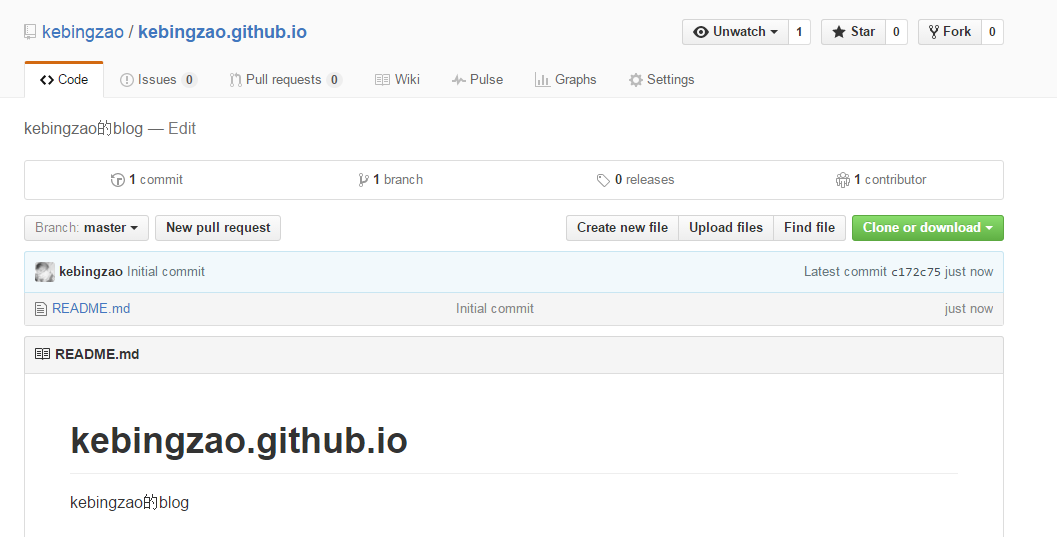 kebingzao / kebingzao.github.io
Unwatch 1 Star 0 Fork 0
Code Issues 0 Pull requests 0 Wiki Pulse Graphs Settings
kebingzao的blog — Edit
1 commit 1 branch 0 releases 1 contributor
Branch: master New pull request Create new file Upload files Find file Clone or download
kebingzao Initial commit Latest commit c172c75 just now
README.md Initial commit just now
README.md
kebingzao.github.io
kebingzao的blog